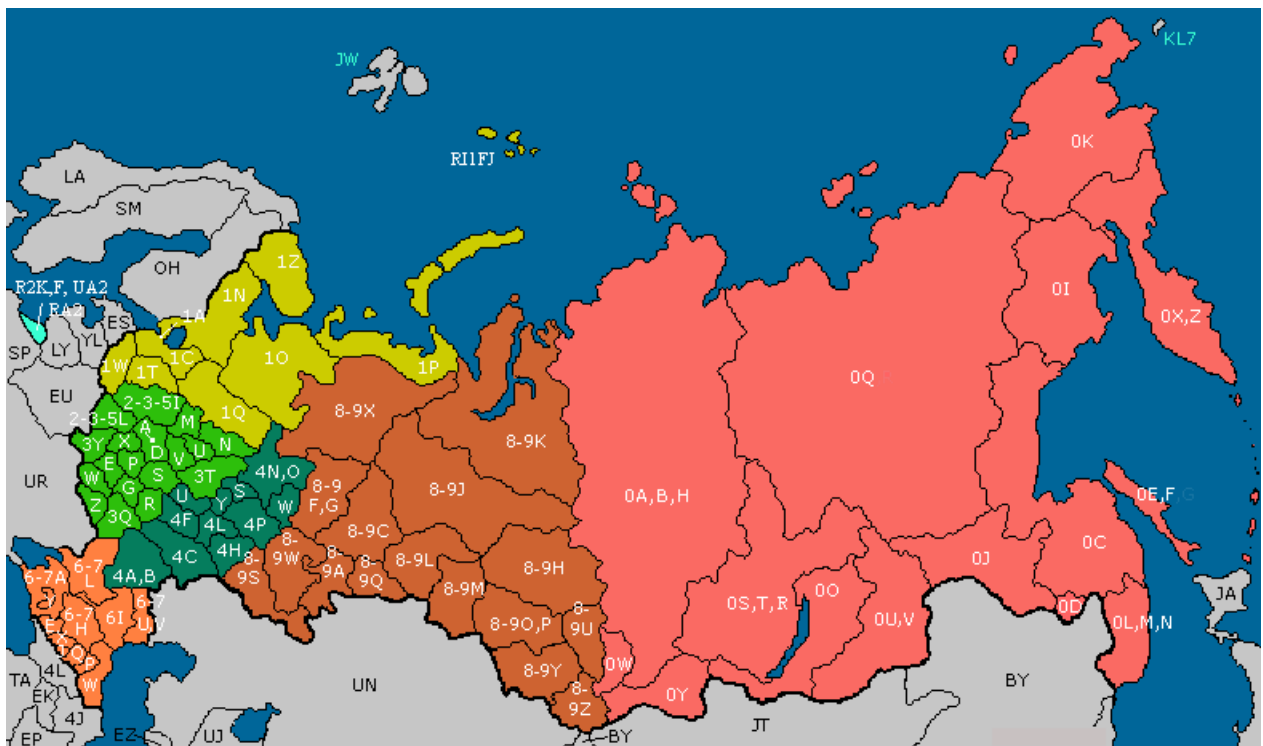 KL7
JW
0K
RI1FJ
LA
SM
OH
1Z
R2K,F, UA2
RA2
1N
0I
1A
ES
0X,Z
SP
LY
YL
1W
1T
1C
1O
1P
0Q
EU
2-3-5I
2-3-5L
A
M
1Q
8-9X
3Y
X
D
V
U
N
8-9K
E
P
S
3T
4N,O
UR
W
G
R
U
Y
S
W
8-9
F,G
8-9J
0A,B,H
0E,F,G
Z
3Q
4F
4L
4P
8-9C
0C
4C
4H
8-
9S
8-
9W
8-
9A
8-
9Q
8-9L
8-9H
0J
6-7A
6-7
L
4A,B
8-9M
0S,T,R
0O
0U,V
0D
JA
Y
E
6-7
H
6I
6-7
U,V
8-9O,P
8-
9U
0L,M,N
X
Q
P
W
TA
4L
EK
4J
EP
EZ
UJ
UN
8-9Y
8-
9Z
0W
0Y
BY
JT
BY